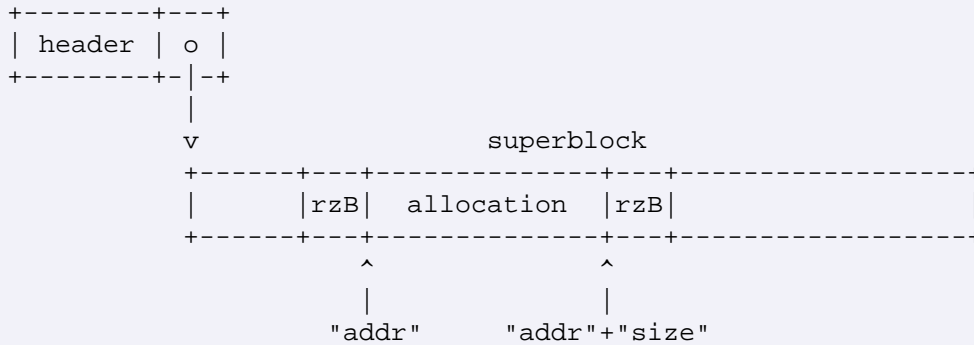 +--------+---+
| header | o |
+--------+-|-+
           |
           v                  superblock
           +------+---+--------------+---+------------------
           |      |rzB|  allocation  |rzB|
           +------+---+--------------+---+------------------
                      ^              ^
                      |              |
                    "addr"     "addr"+"size"